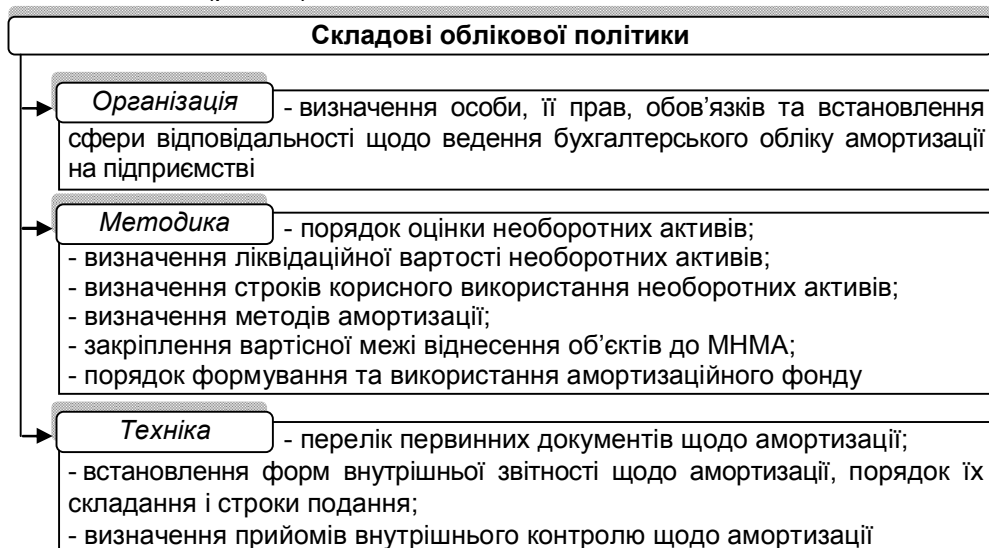 Складові облікової політики
Організація - визначення особи, її прав, обов’язків та встановлення
сфери відповідальності щодо ведення бухгалтерського обліку амортизації
на підприємстві
Методика - порядок оцінки необоротних активів;
- визначення ліквідаційної вартості необоротних активів;
- визначення строків корисного використання необоротних активів;
- визначення методів амортизації;
- закріплення вартісної межі віднесення об’єктів до МНМА;
- порядок формування та використання амортизаційного фонду
Техніка - перелік первинних документів щодо амортизації;
- встановлення форм внутрішньої звітності щодо амортизації, порядок їх
складання і строки подання;
- визначення прийомів внутрішнього контролю щодо амортизації